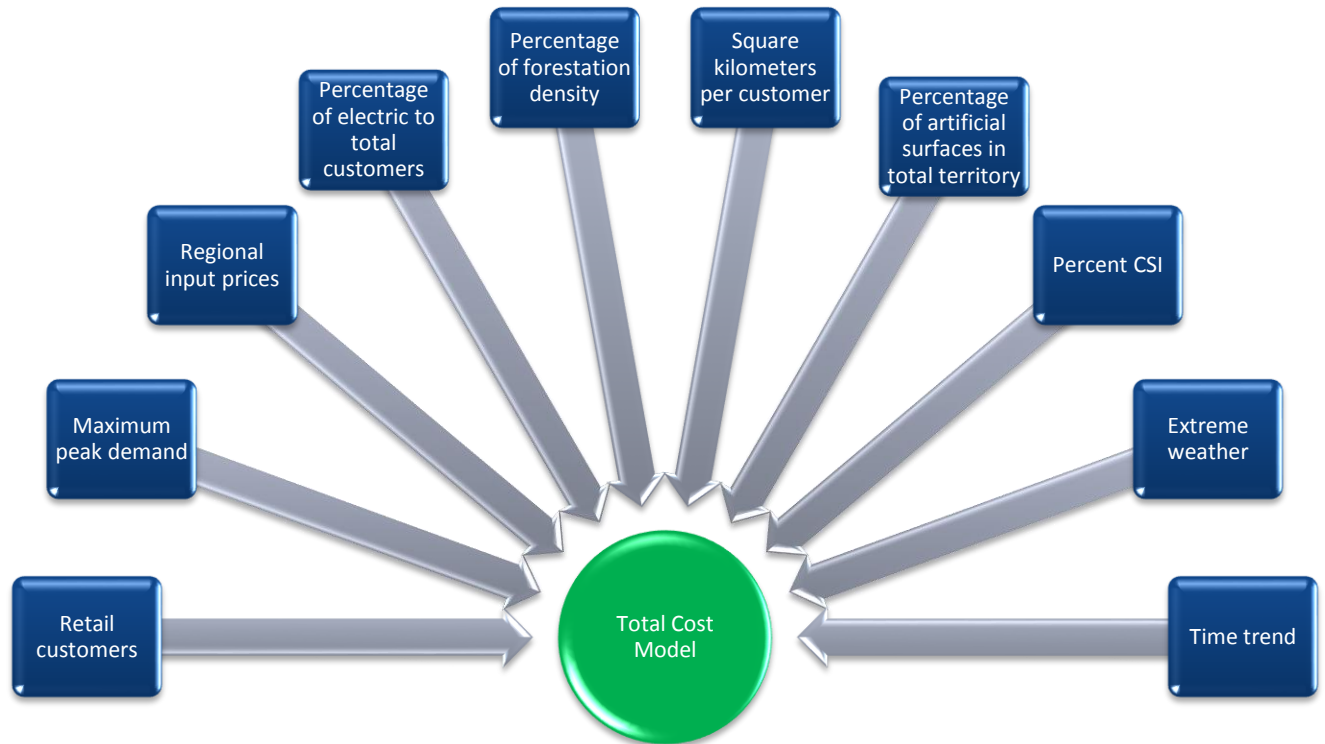 Retail
customers
Maximum
peak demand
Regional
input prices
Percentage
of electric to
total
customers
Percentage
of forestation
density
Square
kilometers
per customer
Percentage
of artificial
surfaces in
total territory
Percent CSI
Extreme
weather
Time trend
Total Cost
Model